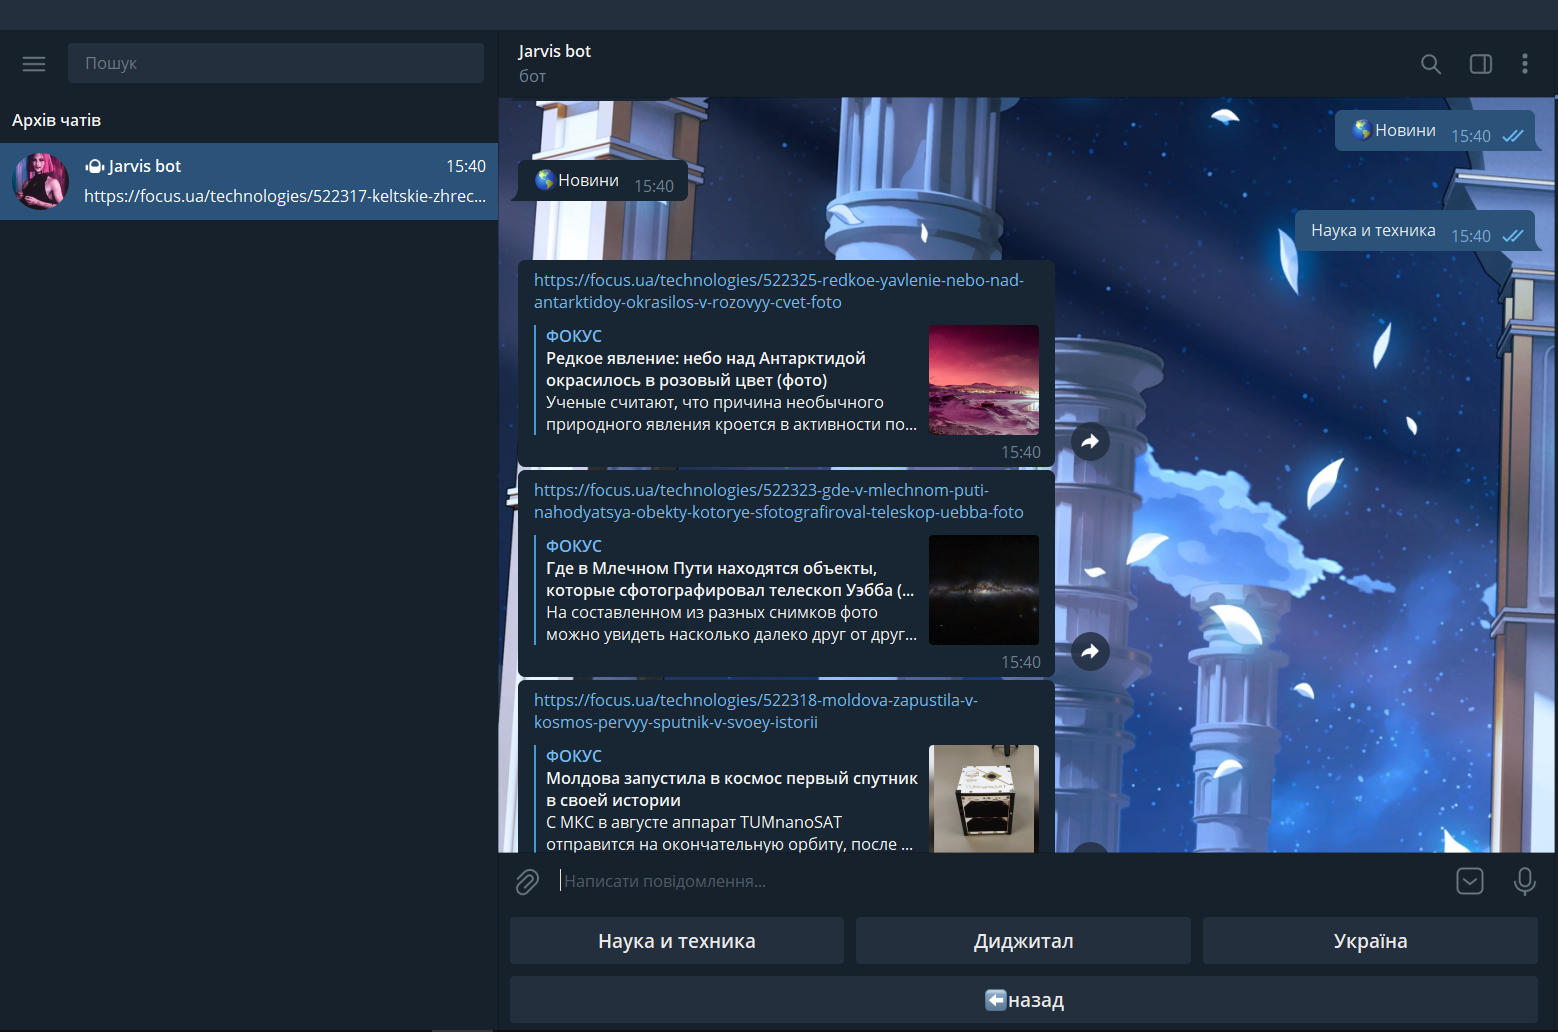 Пошук
Архів чатів
Jarvis bot
15:40
https://focus.ua/technologies/522317-keltskie-zhrec...
Jarvis bot
бот
Новини 15:40
Новини 15:40
Наука и техника 15:40
https://focus.ua/technologies/522325-redkoe-yavlenie-nebo-nad-
antarktidoy-okrasilos-v-rozovyy-cvet-foto
ФОКУС
Редкое явление: небо над Антарктидой
окрасилось в розовый цвет (фото)
Ученые считают, что причина необычного
природного явления кроется в активности по...
15:40
https://focus.ua/technologies/522323-gde-v-mlechnom-puti-
nahodyatsya-obekty-kotorye-sfotografiroval-teleskop-uebba-foto
ФОКУС
Где в Млечном Пути находятся объекты,
которые сфотографировал телескоп Уэбба (...
На составленном из разных снимков фото
можно увидеть насколько далеко друг от друг...
15:40
https://focus.ua/technologies/522318-moldova-zapustila-v-
kosmos-pervyy-sputnik-v-svoey-istorii
ФОКУС
Молдова запустила в космос первый спутник
в своей истории
С МКС в августе аппарат TUMnanoSAT
отправится на окончательную орбиту, после ...
Написати повідомлення...
Наука и техника
Диджитал
Україна
назад